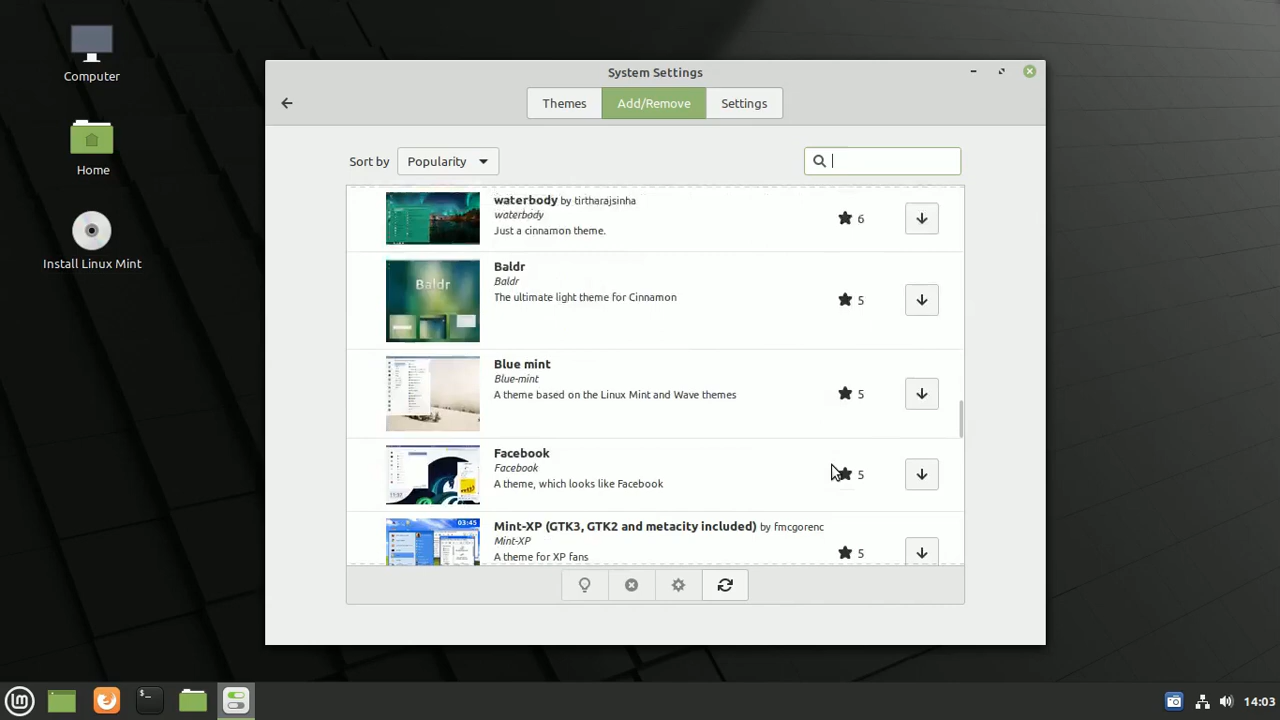 Computer
Home
Install Linux Mint
System Settings
Themes
Add/Remove
Settings
Sort by
Popularity
waterbody by tirtharajsinha
waterbody
Just a cinnamon theme.
6
Baldr
Baldr
Baldr
The ultimate light theme for Cinnamon
5
Blue mint
Blue-mint
A theme based on the Linux Mint and Wave themes
5
Facebook
Facebook
A theme, which looks like Facebook
5
03:45
Mint-XP (GTK3, GTK2 and metacity included) by fmcgorenc
Mint-XP
A theme for XP fans
5
14:03